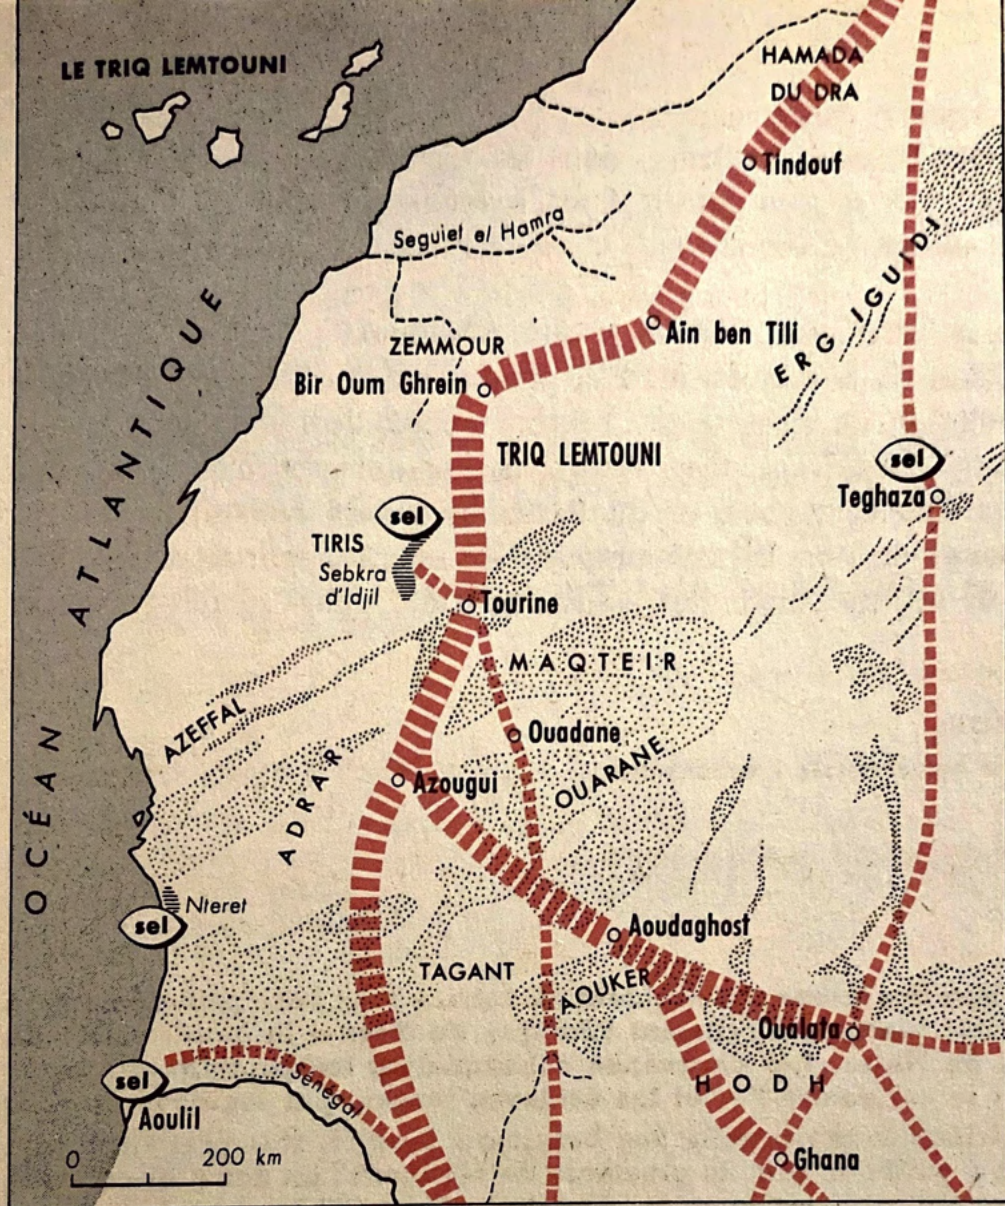 LE TRIQ LEMTOUNI
HAMADA
DU DRA
Tindouf
Seguiet el Hamra
ERG IGUIDI
Ain ben Tili
ZEMMOUR
Bir Oum Ghrein
OCÉAN ATLANTIQUE
TRIQ LEMTOUNI
sel
Teghaza
sel
TIRIS
Sebkra
d'Idjil
Tourine
MAQTEIR
AZEFFAL
Ouadane
OUARANE
ADRAR
Azougui
Nteret
sel
Aoudaghost
TAGANT
AOUKER
Oualata
sel
Aoulil
Sénégal
HODH
Ghana
0 200 km